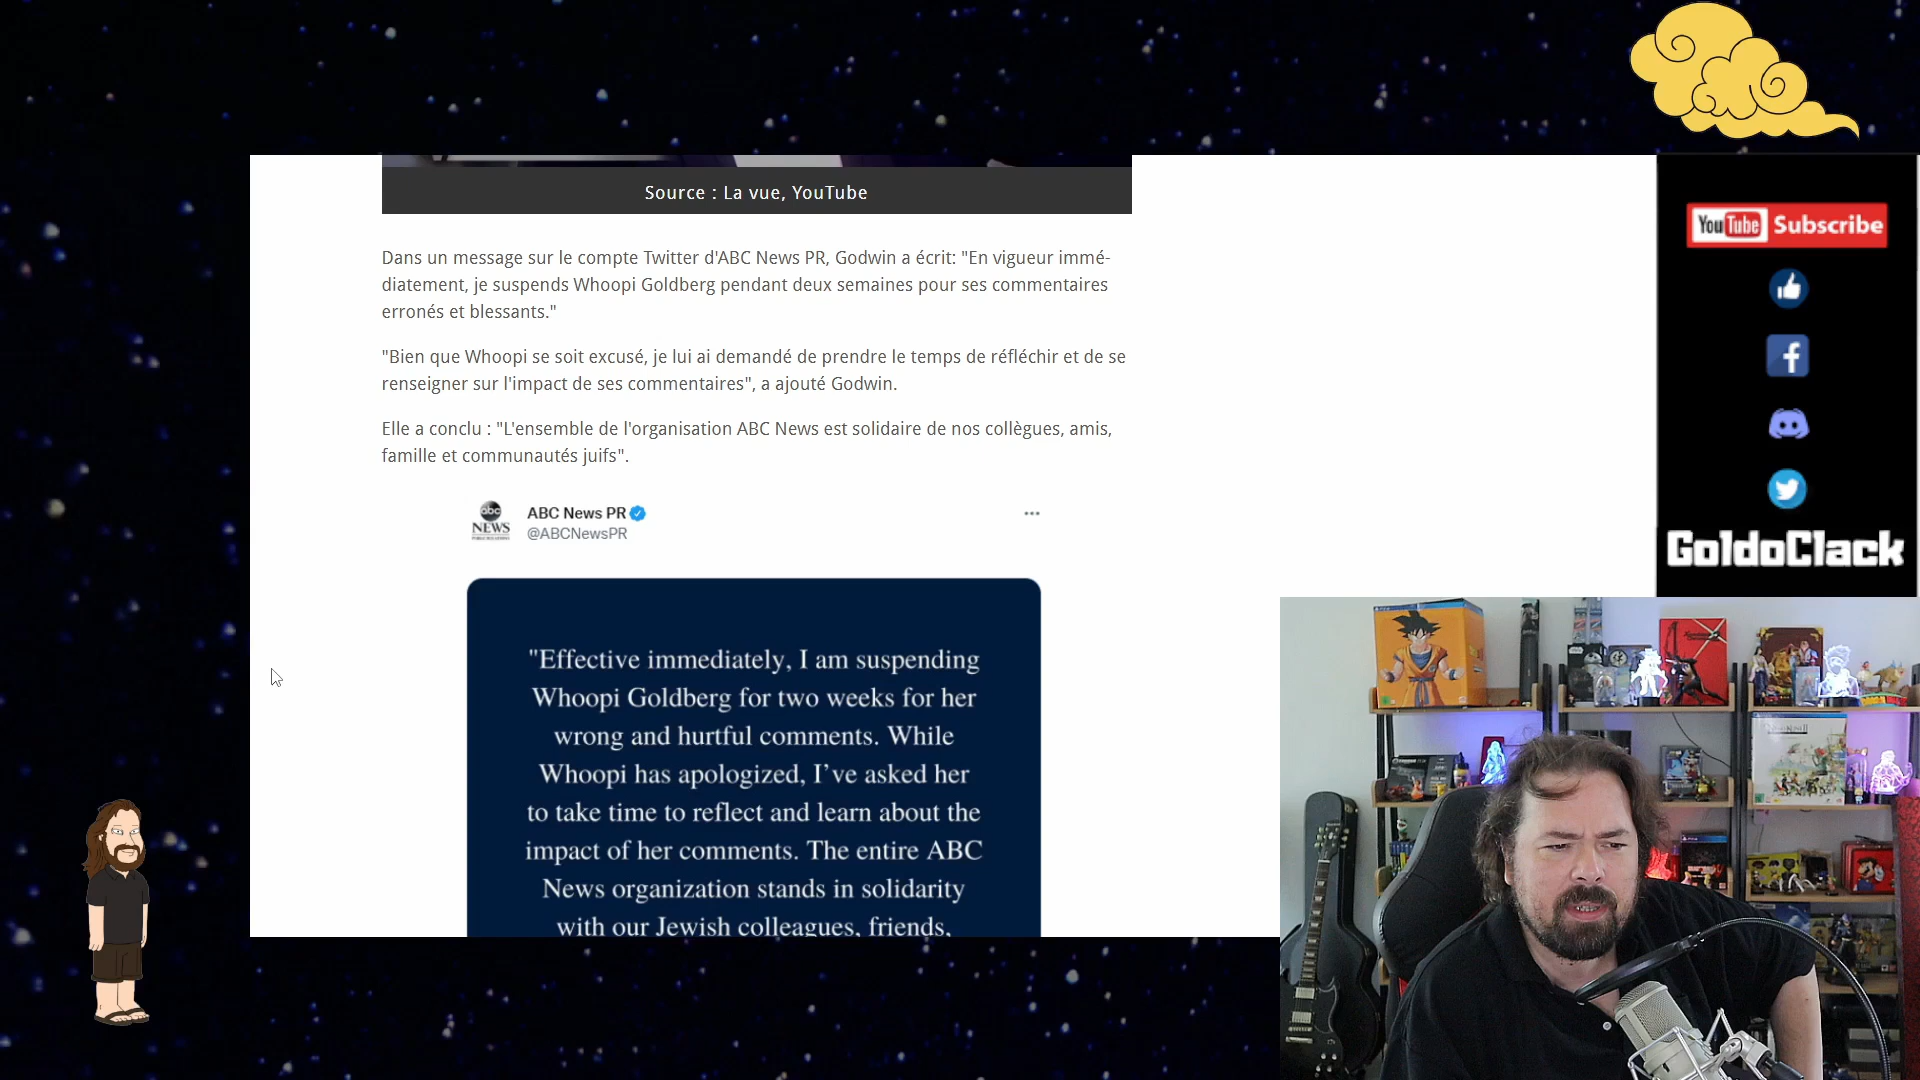 Source : La vue, YouTube
Dans un message sur le compte Twitter d'ABC News PR, Godwin a écrit: "En vigueur immé-
diatement, je suspends Whoopi Goldberg pendant deux semaines pour ses commentaires
erronés et blessants."
"Bien que Whoopi se soit excusé, je lui ai demandé de prendre le temps de réfléchir et de se
renseigner sur l'impact de ses commentaires", a ajouté Godwin.
Elle a conclu : "L'ensemble de l'organisation ABC News est solidaire de nos collègues, amis,
famille et communautés juifs".
abc
NEWS
ABC News PR
@ABCNewsPR
"Effective immediately, I am suspending
Whoopi Goldberg for two weeks for her
wrong and hurtful comments. While
Whoopi has apologized, I've asked her
to take time to reflect and learn about the
impact of her comments. The entire ABC
News organization stands in solidarity
with our Jewish colleagues, friends,
YouTube Subscribe
GoldoClack